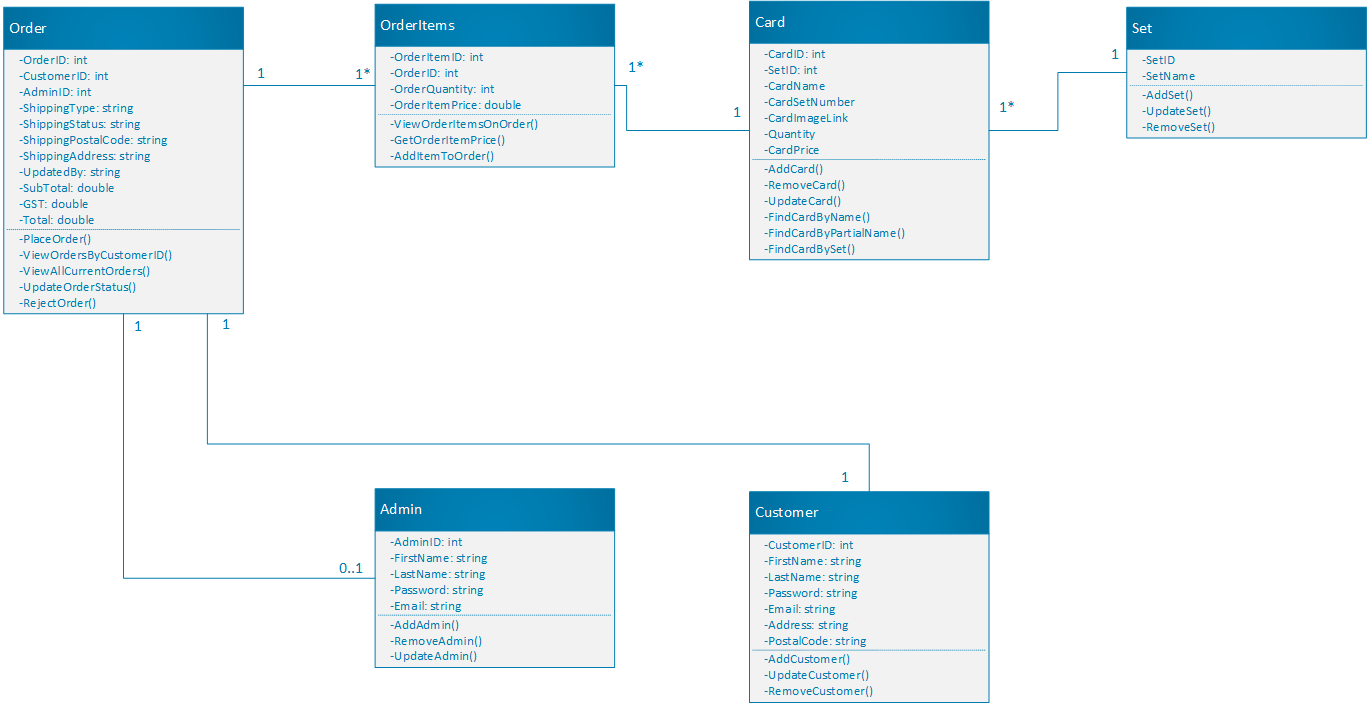 Order
-OrderID: int
-CustomerID: int
-AdminID: int
-ShippingType: string
-ShippingStatus: string
-ShippingPostalCode: string
-ShippingAddress: string
-UpdatedBy: string
-SubTotal: double
-GST: double
-Total: double
-PlaceOrder()
-ViewOrdersByCustomerID()
-ViewAllCurrentOrders()
-UpdateOrderStatus()
-RejectOrder()
1
1*
OrderItems
-OrderItemID: int
-OrderID: int
-OrderQuantity: int
-OrderItemPrice: double
-ViewOrderItemsOnOrder()
-GetOrderItemPrice()
-AddItemToOrder()
1*
1
Card
-CardID: int
-SetID: int
-CardName
-CardSetNumber
-CardImageLink
-Quantity
-CardPrice
-AddCard()
-RemoveCard()
-UpdateCard()
-FindCardByName()
-FindCardByPartialName()
-FindCardBySet()
1*
1
Set
-SetID
-SetName
-AddSet()
-UpdateSet()
-RemoveSet()
1
1
0..1
1
Admin
-AdminID: int
-FirstName: string
-LastName: string
-Password: string
-Email: string
-AddAdmin()
-RemoveAdmin()
-UpdateAdmin()
Customer
-CustomerID: int
-FirstName: string
-LastName: string
-Password: string
-Email: string
-Address: string
-PostalCode: string
-AddCustomer()
-UpdateCustomer()
-RemoveCustomer()